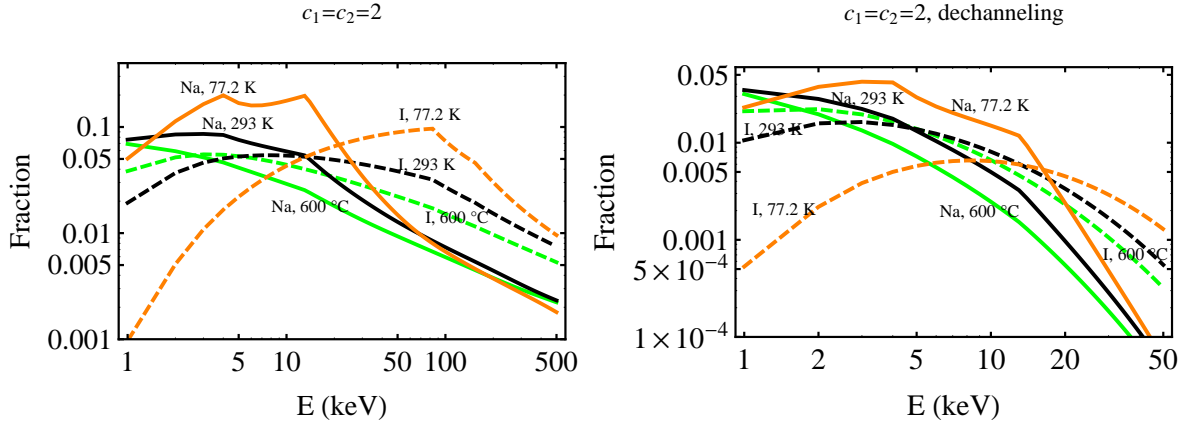 c₁=c₂=2
Fraction
0.1
0.05
0.01
0.005
0.001
Na, 77.2 K
Na, 293 K
I, 77.2 K
I, 293 K
Na, 600 °C
I, 600 °C
1
5
10
50
100
500
E (keV)
c₁=c₂=2, dechanneling
Fraction
0.05
0.01
0.005
0.001
5×10⁻⁴
1×10⁻⁴
Na, 293 K
Na, 77.2 K
I, 293 K
I, 77.2 K
Na, 600 °C
I, 600 °C
1
2
5
10
20
50
E (keV)